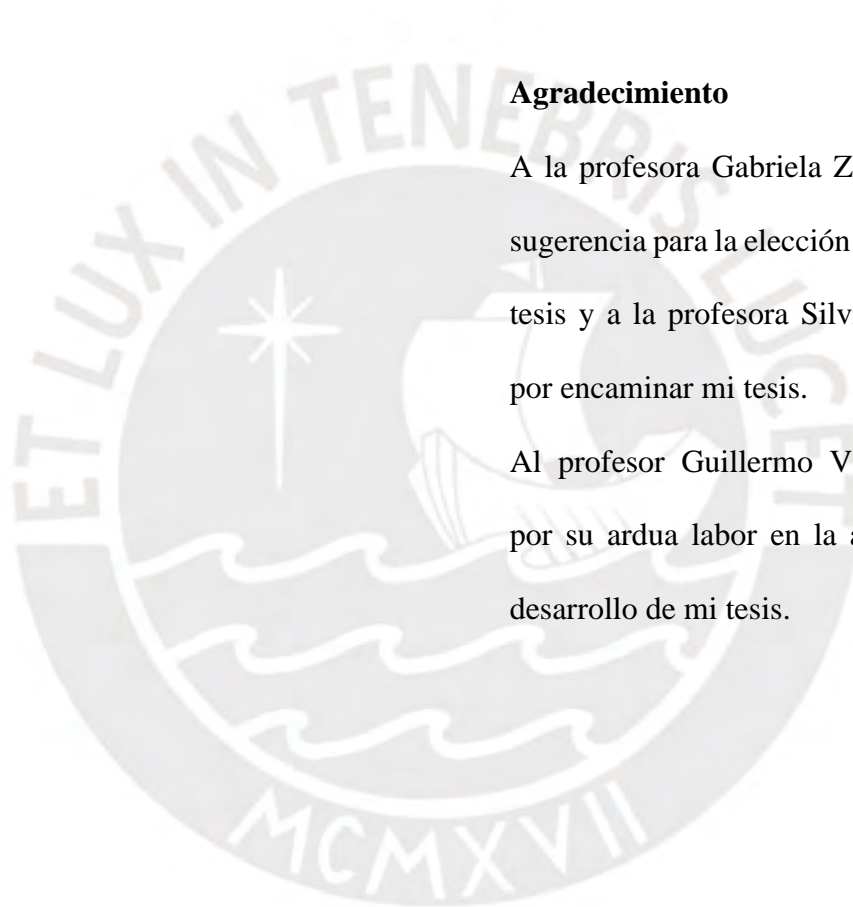 Agradecimiento
A la profesora Gabriela Z
sugerencia para la elección
tesis y a la profesora Silv
por encaminar mi tesis.
Al profesor Guillermo V
por su ardua labor en la
desarrollo de mi tesis.
ET LUX IN TENEBRIS LUCET
MCMXVII